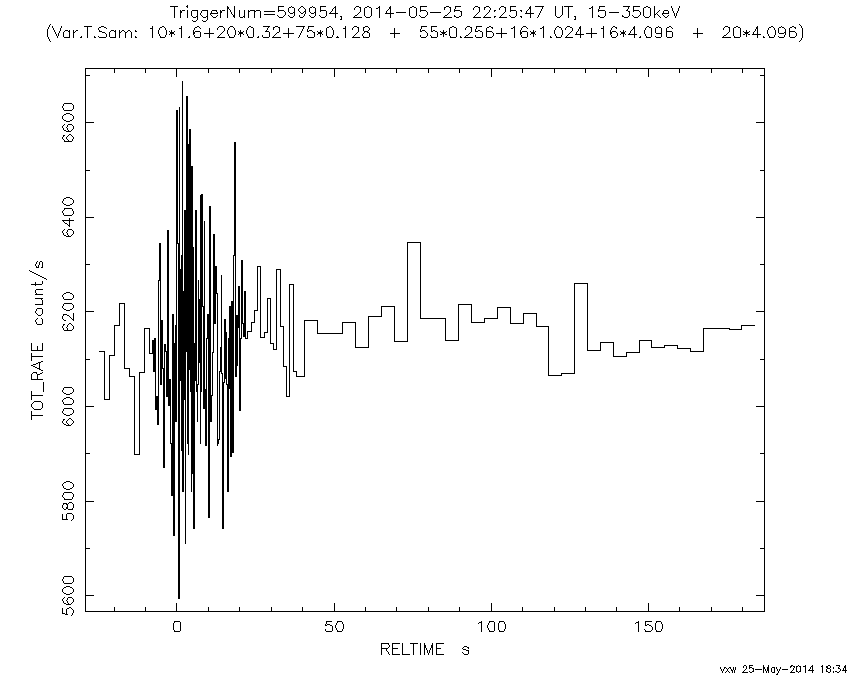 TriggerNum=599954, 2014-05-25 22:25:47 UT, 15-350keV
(Var.T.Sam: 10*1.6+20*0.32+75*0.128 + 55*0.256+16*1.024+16*4.096 + 20*4.096)
6600
6400
6200
6000
5800
5600
TOT_RATE count/s
0 50 100 150
RELTIME s
vxw 25-May-2014 18:34